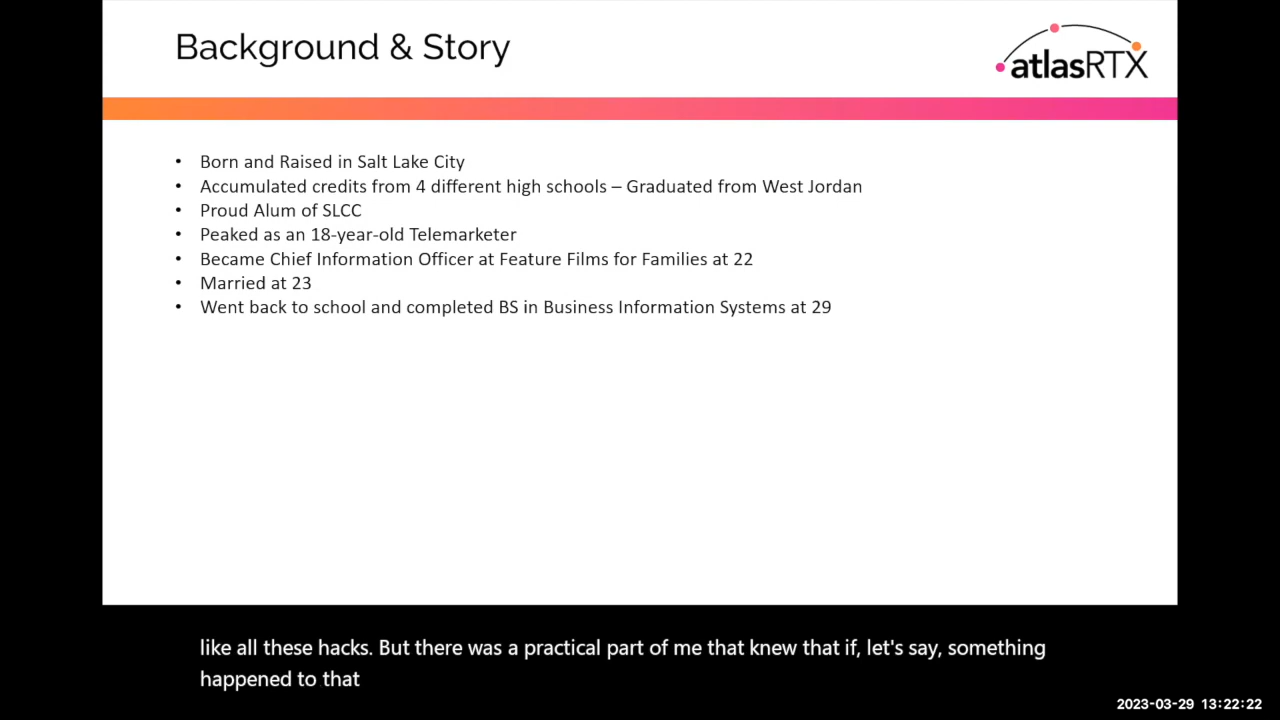 Background & Story
atlasRTX
• Born and Raised in Salt Lake City
• Accumulated credits from 4 different high schools – Graduated from West Jordan
• Proud Alum of SLCC
• Peaked as an 18-year-old Telemarketer
• Became Chief Information Officer at Feature Films for Families at 22
• Married at 23
• Went back to school and completed BS in Business Information Systems at 29
like all these hacks. But there was a practical part of me that knew that if, let's say, something
happened to that
2023-03-29 13:22:22